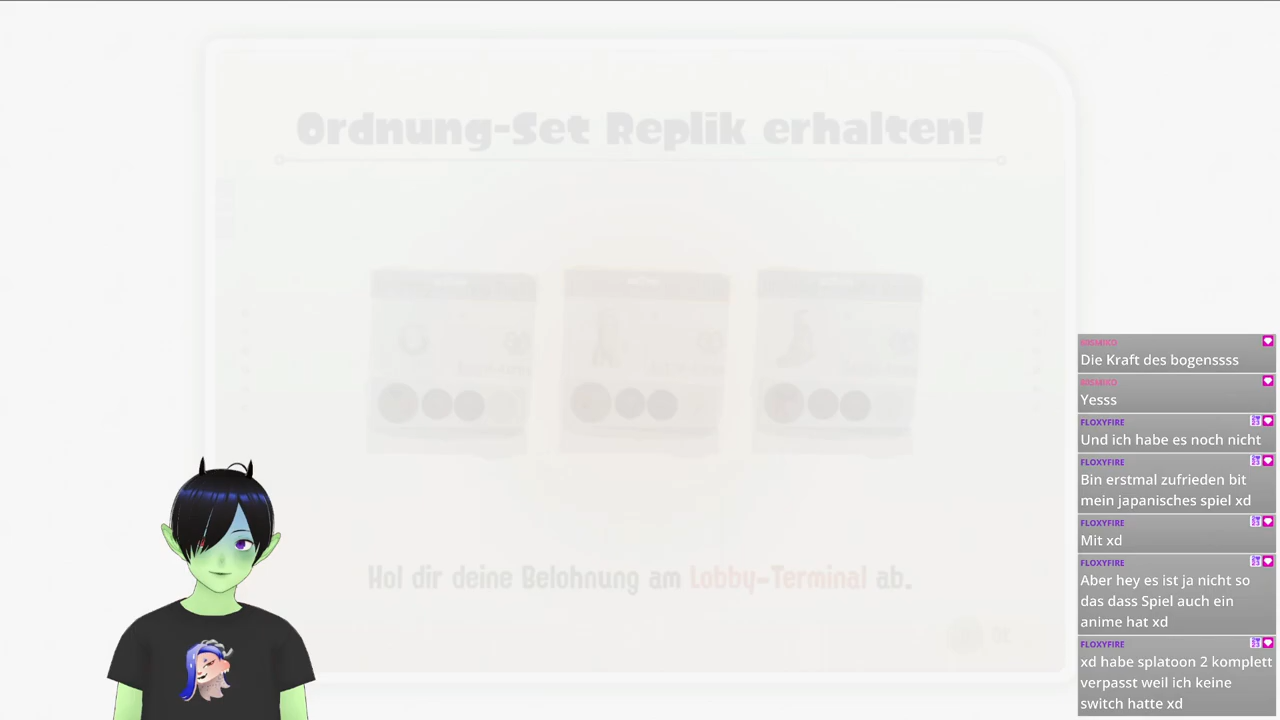 Ordnung-Set Replik erhalten!
Hol dir deine Belohnung am Lobby-Terminal ab.
OK
KOSMIKO
Die Kraft des bogenssss
KOSMIKO
Yesss
FLOXYFIRE
Und ich habe es noch nicht
FLOXYFIRE
Bin erstmal zufrieden bit
mein japanisches spiel xd
FLOXYFIRE
Mit xd
FLOXYFIRE
Aber hey es ist ja nicht so
das dass Spiel auch ein
anime hat xd
FLOXYFIRE
xd habe splatoon 2 komplett
verpasst weil ich keine
switch hatte xd